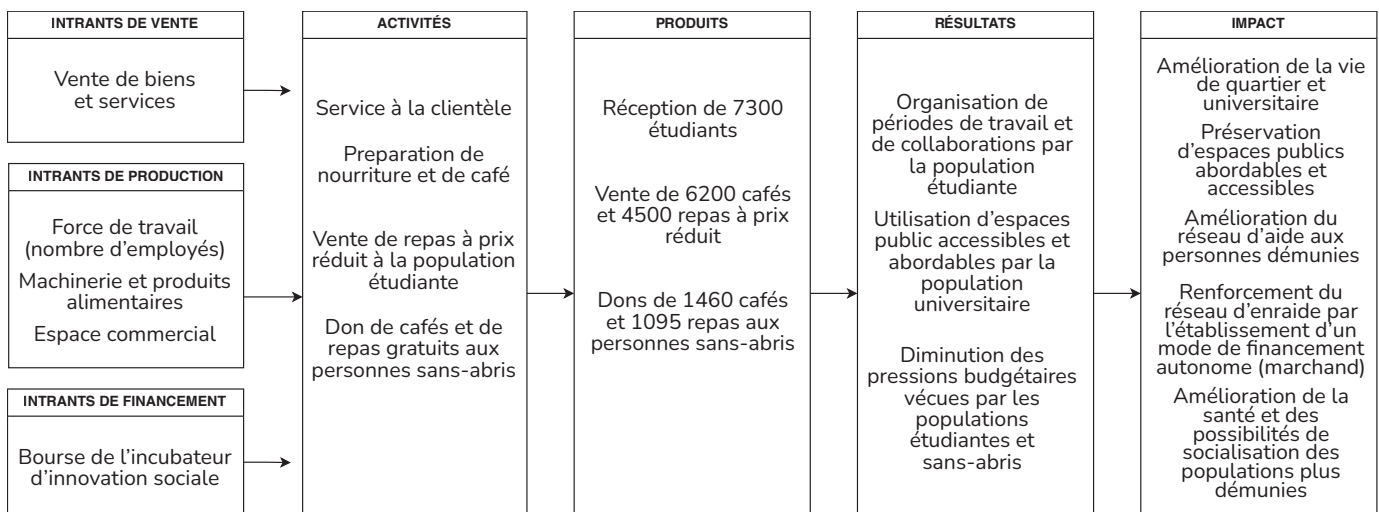 INTRANTS DE VENTE
Vente de biens
et services
INTRANTS DE PRODUCTION
Force de travail
(nombre d'employés)
Machinerie et produits
alimentaires
Espace commercial
INTRANTS DE FINANCEMENT
Bourse de l'incubateur
d'innovation sociale
ACTIVITÉS
Service à la clientèle
Preparation de
nourriture et de café
Vente de repas à prix
réduit à la population
étudiante
Don de cafés et de
repas gratuits aux
personnes sans-abris
PRODUITS
Réception de 7300
étudiants
Vente de 6200 cafés
et 4500 repas à prix
réduit
Dons de 1460 cafés
et 1095 repas aux
personnes sans-abris
RÉSULTATS
Organisation de
périodes de travail et
de collaborations par
la population
étudiante
Utilisation d'espaces
public accessibles et
abordables par la
population
universitaire
Diminution des
pressions budgétaires
vécues par les
populations
étudiantes et
sans-abris
IMPACT
Amélioration de la vie
de quartier et
universitaire
Préservation
d'espaces publics
abordables et
accessibles
Amélioration du
réseau d'aide aux
personnes démunies
Renforcement du
réseau d'enraide par
l'établissement d'un
mode de financement
autonome (marchand)
Amélioration de la
santé et des
possibilités de
socialisation des
populations plus
démunies